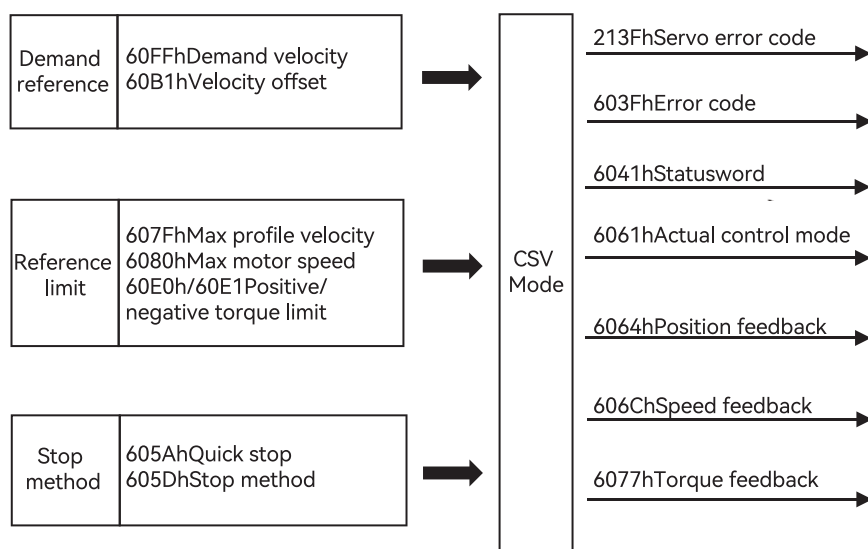 Demand
reference
60FFhDemand velocity
60B1hVelocity offset
Reference
limit
607FhMax profile velocity
6080hMax motor speed
60E0h/60E1Positive/
negative torque limit
Stop
method
605AhQuick stop
605DhStop method
CSV
Mode
213FhServo error code
603FhError code
6041hStatusword
6061hActual control mode
6064hPosition feedback
606ChSpeed feedback
6077hTorque feedback